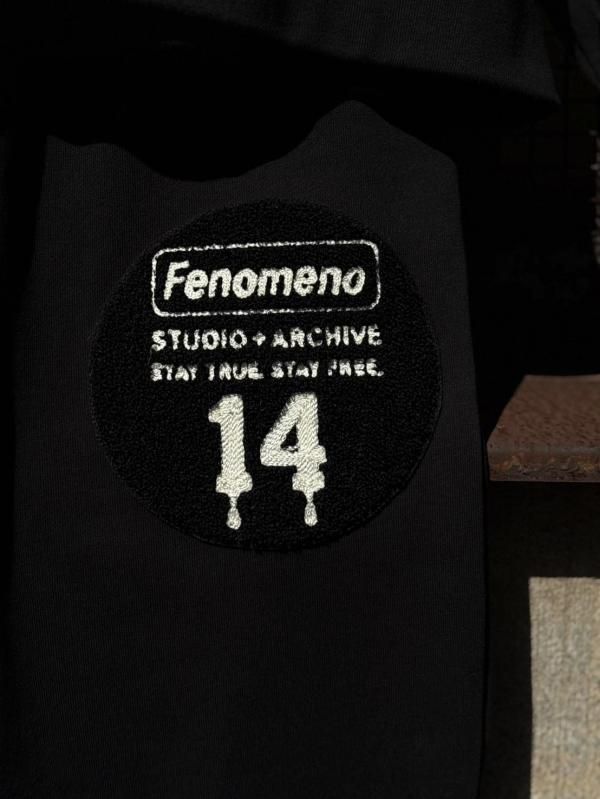 Fenomeno
STUDIO + ARCHIVE
STAY TRUE. STAY FREE.
14